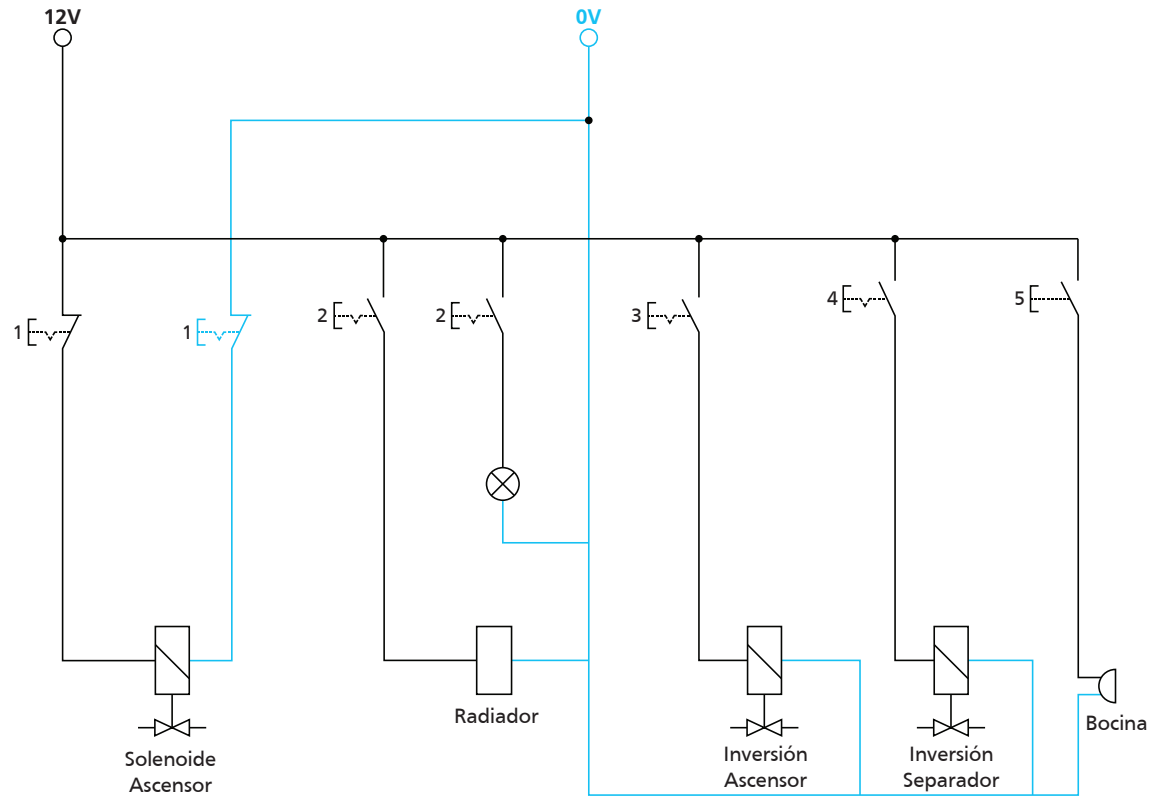 12V
0V
1
1
2
2
3
4
5
Solenoide
Ascensor
Radiador
Inversión
Ascensor
Inversión
Separador
Bocina